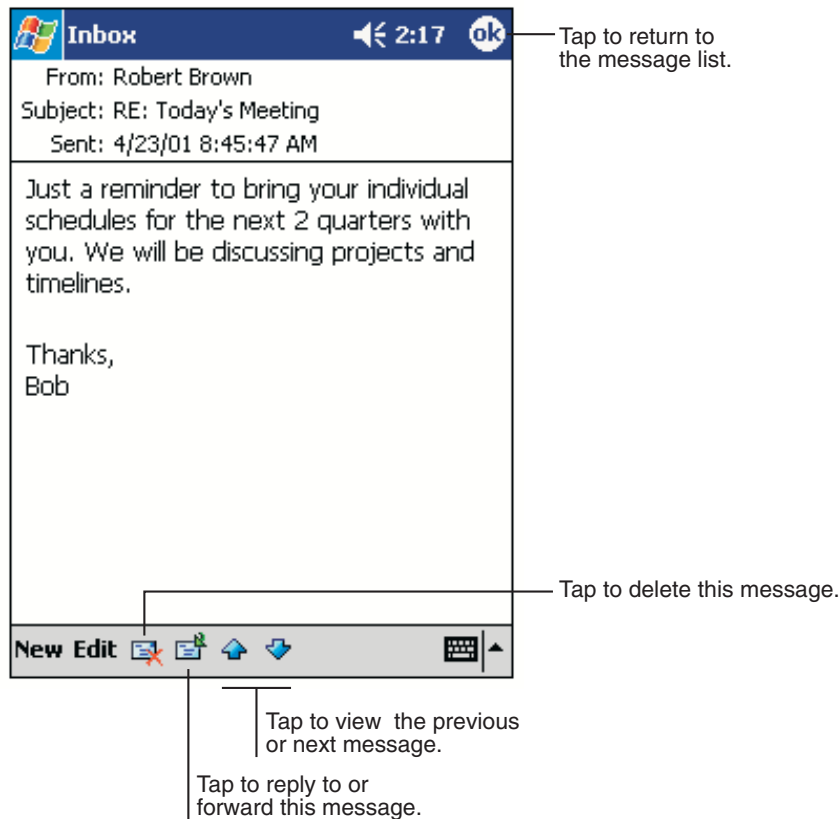 Inbox 2:17 ok
Tap to return to
the message list.
From: Robert Brown
Subject: RE: Today's Meeting
Sent: 4/23/01 8:45:47 AM
Just a reminder to bring your individual
schedules for the next 2 quarters with
you. We will be discussing projects and
timelines.
Thanks,
Bob
Tap to delete this message.
New Edit
Tap to view the previous
or next message.
Tap to reply to or
forward this message.